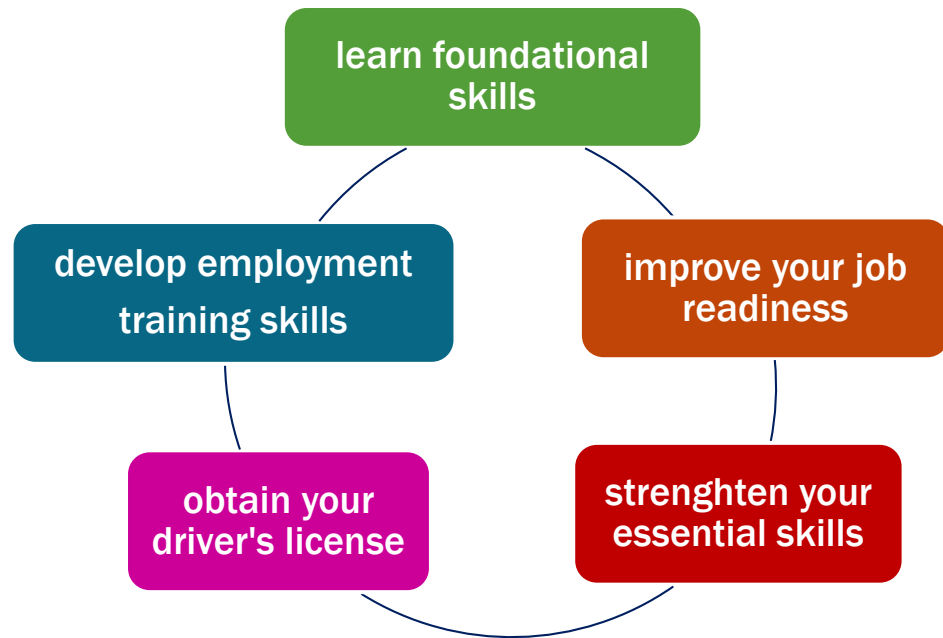 learn foundational
skills
develop employment
training skills
improve your job
readiness
obtain your
driver's license
strenghten your
essential skills